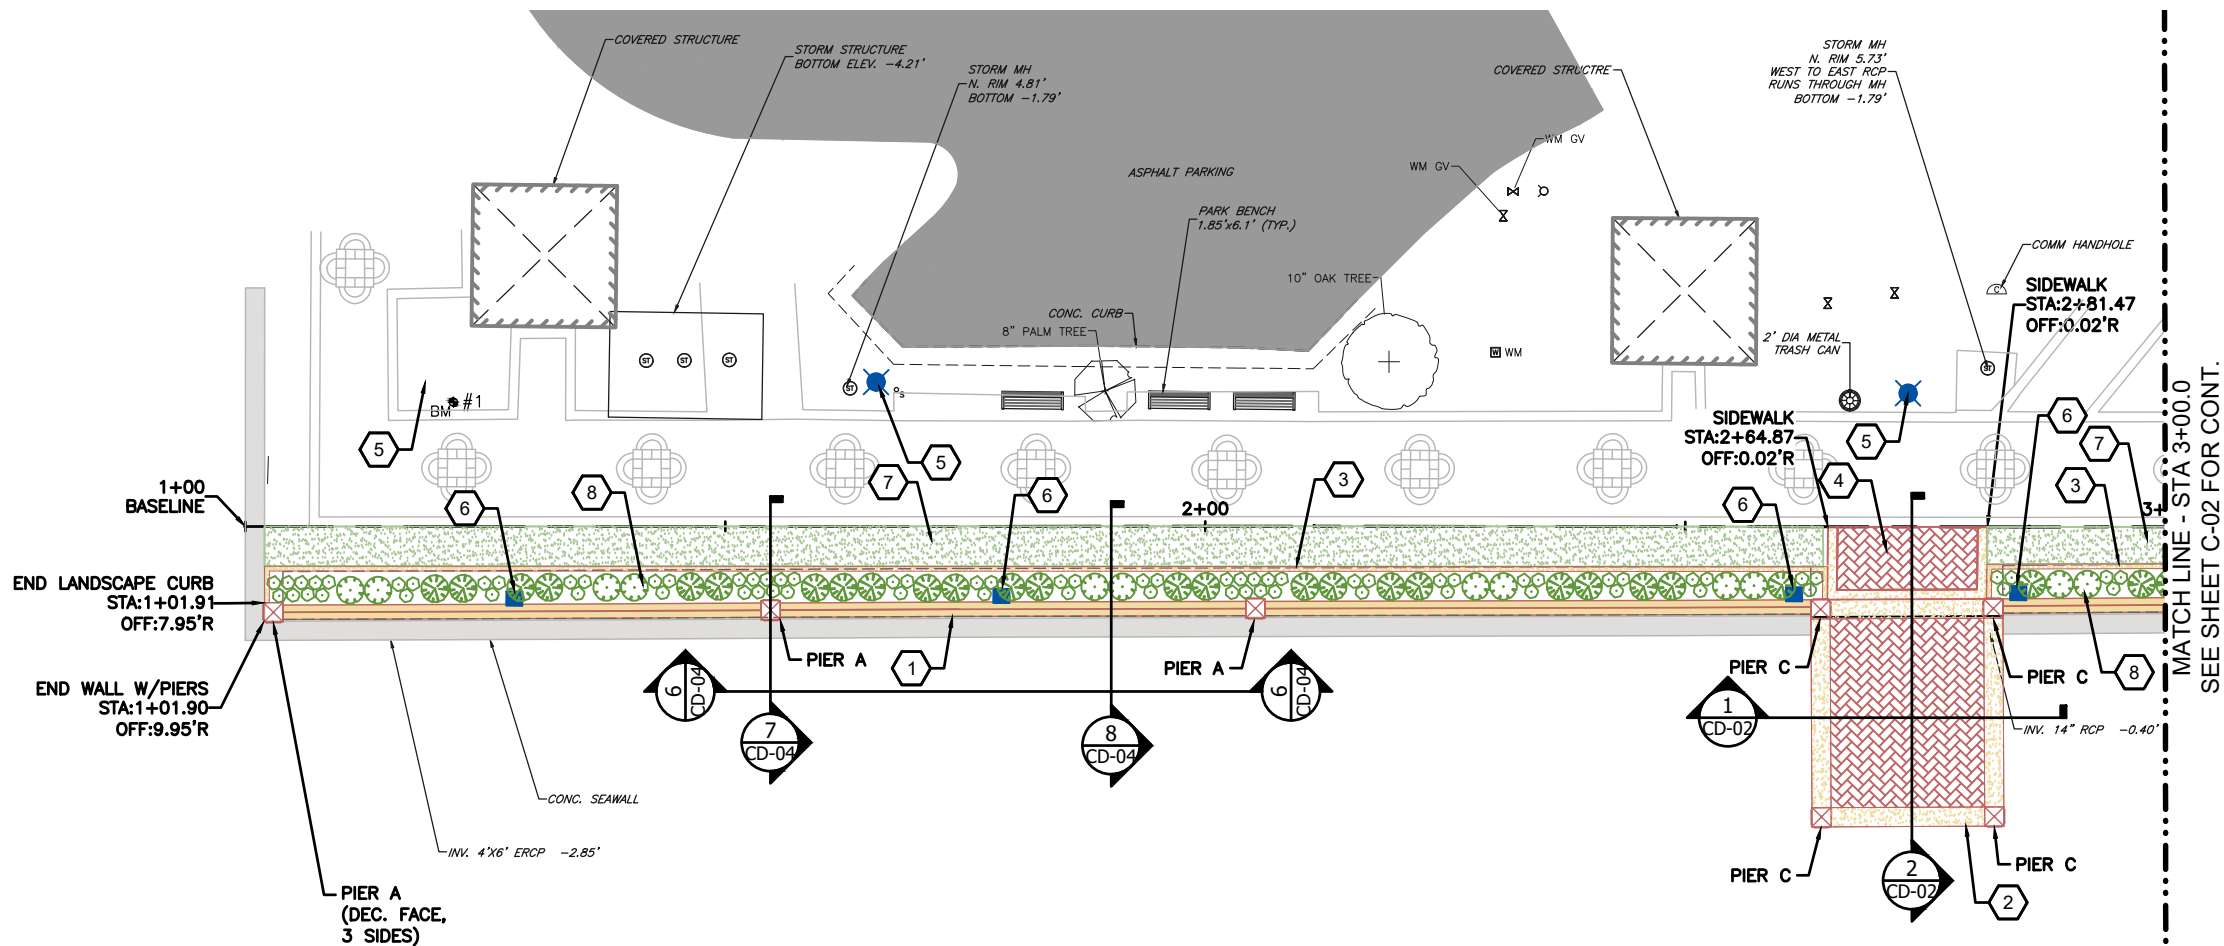 COVERED STRUCTURE
STORM STRUCTURE
BOTTOM ELEV. -4.21'
STORM MH
N. RIM 4.81'
BOTTOM -1.79'
COVERED STRUCTRE
STORM MH
N. RIM 5.73'
WEST TO EAST RCP
RUNS THROUGH MH
BOTTOM -1.79'
WM GV
WM GV
ASPHALT PARKING
PARK BENCH
1.85'x6.1' (TYP.)
10" OAK TREE
CONC. CURB
8" PALM TREE
COMM HANDHOLE
C
SIDEWALK
STA:2+81.47
OFF:0.02'R
W WM
2' DIA METAL
TRASH CAN
ST
ST
ST
ST
ST
S
BM #1
SIDEWALK
STA:2+64.87
OFF:0.02'R
5
5
5
6
7
1+00
BASELINE
6
8
7
6
3
6
4
3
2+00
3+
END LANDSCAPE CURB
STA:1+01.91
OFF:7.95'R
END WALL W/PIERS
STA:1+01.90
OFF:9.95'R
PIER A
1
PIER A
PIER C
PIER C
8
6
CD-04
6
CD-04
7
CD-04
8
CD-04
1
CD-02
INV. 14" RCP -0.40'
CONC. SEAWALL
INV. 4'X6' ERCP -2.85'
PIER A
(DEC. FACE,
3 SIDES)
PIER C
PIER C
2
CD-02
2
MATCH LINE - STA 3+00.0
SEE SHEET C-02 FOR CONT.